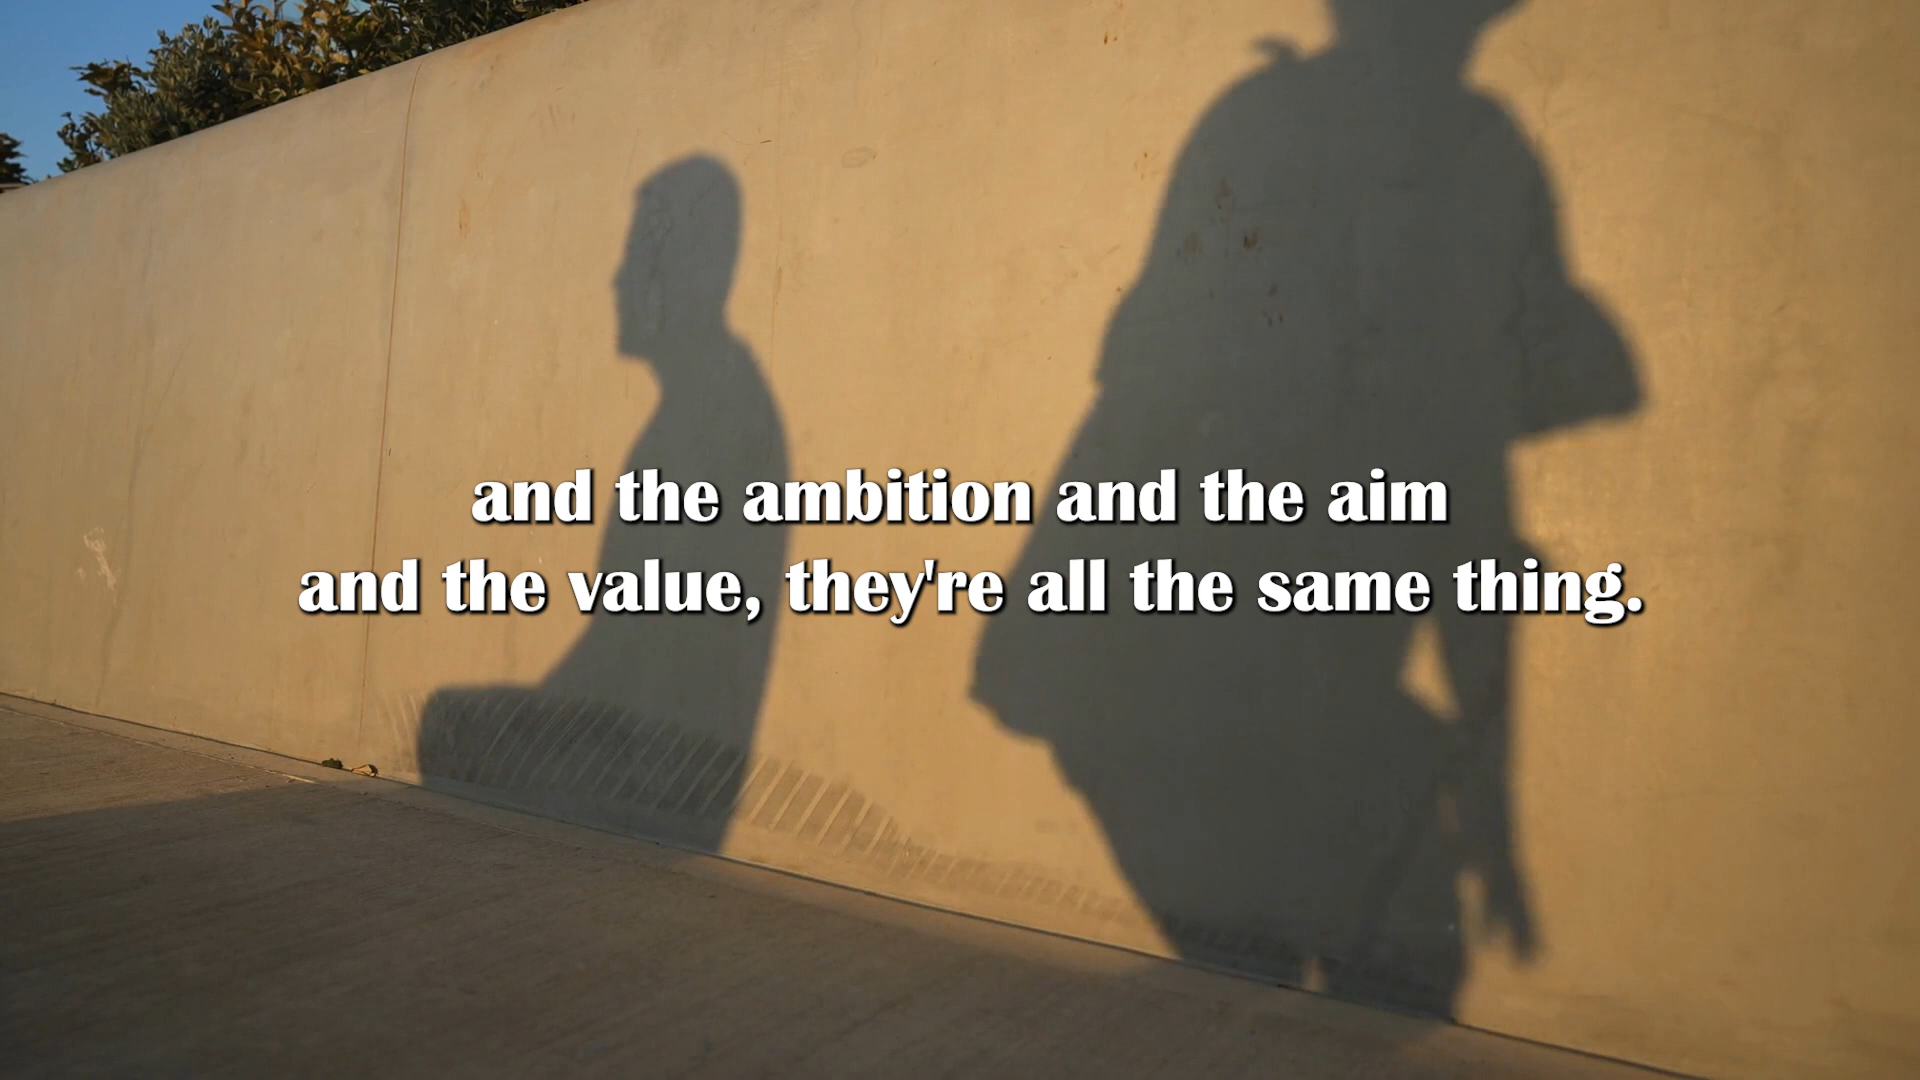 and the ambition and the aim
and the value, they're all the same thing.